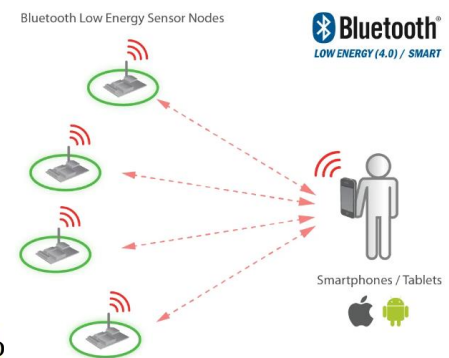 Bluetooth Low Energy Sensor Nodes
Bluetooth®
LOW ENERGY (4.0) / SMART
Smartphones / Tablets